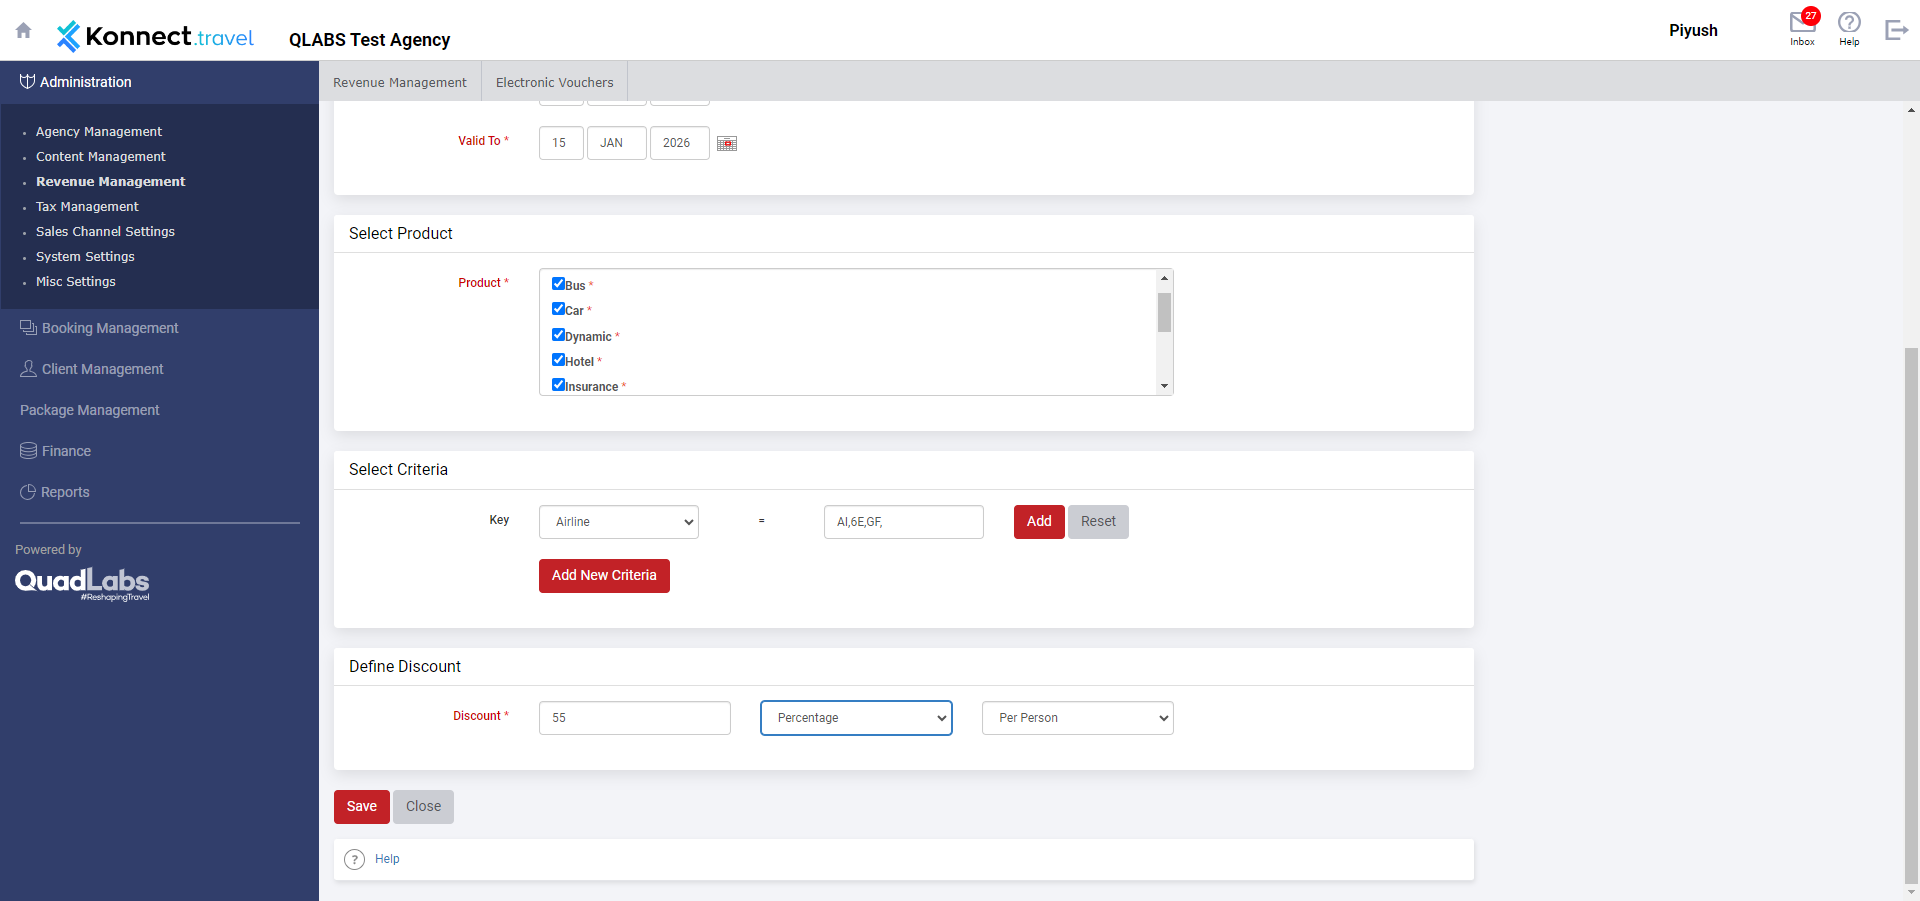 Konnect.travel
QLABS Test Agency
Piyush
27
Inbox
Help
Administration
Revenue Management
Electronic Vouchers
Agency Management
Content Management
Revenue Management
Tax Management
Sales Channel Settings
System Settings
Misc Settings
Booking Management
Client Management
Package Management
Finance
Reports
Powered by
QuadLabs
#ReshapingTravel
Valid To *
15 JAN 2026
Select Product
Product *
Bus *
Car *
Dynamic *
Hotel *
Insurance *
Select Criteria
Key Airline = AI,6E,GF, Add Reset
Add New Criteria
Define Discount
Discount * 55 Percentage Per Person
Save Close
? Help